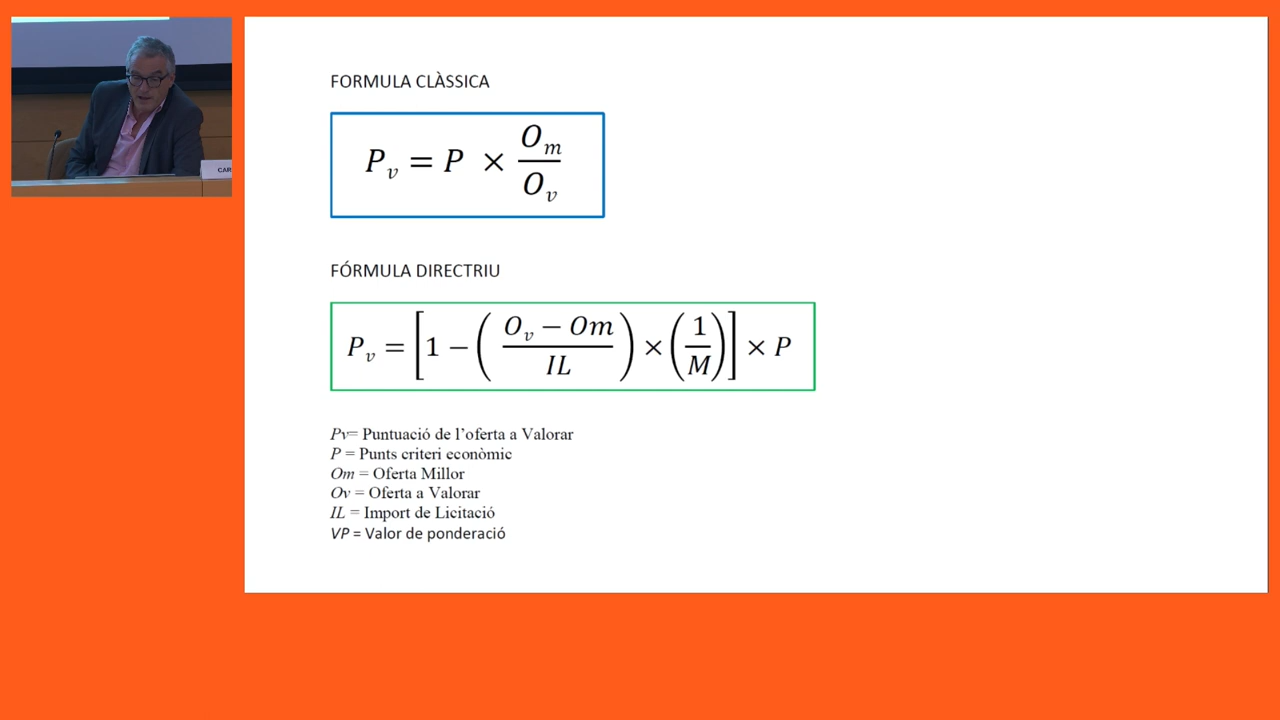 CAR
FORMULA CLÀSSICA
P_v = P × O_m / O_v
FÓRMULA DIRECTRIU
P_v = [1 − ( (O_v − Om) / IL ) × (1 / M)] × P
Pv= Puntuació de l’oferta a Valorar
P = Punts criteri econòmic
Om = Oferta Millor
Ov = Oferta a Valorar
IL = Import de Licitació
VP = Valor de ponderació